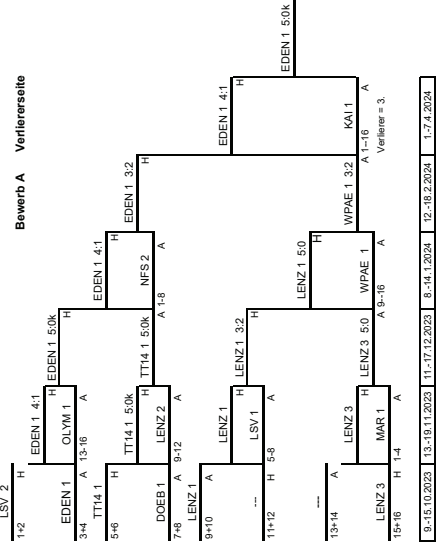 LSV 2
Bewerb A Verliererseite
1+2 H
EDEN 1 4:1
EDEN 1 5:0k
EDEN 1
OLYM 1
H
H
3+4 A
13-16 A
TT14 1
EDEN 1 4:1
5+6 H
H
TT14 1 5:0k
EDEN 1 3:2
TT14 1 5:0k
NFS 2
H
DOEB 1
LENZ 2
H
1-8 A
7+8 A
9-12 A
LENZ 1
9+10 A
LENZ 1
EDEN 1 4:1
LENZ 1 3:2
H
H
LSV 1
H
---
11+12 H
5-8 A
EDEN 1 5:0k
LENZ 1 5:0
H
---
13+14 A
LENZ 3
WPAE 1 3:2
KAI 1
LENZ 3 5:0
WPAE 1
H
A 1--16 A
LENZ 3
MAR 1
9--16 A
Verlierer = 3.
15+16 H
1-4 A
9.-15.10.2023 13.-19.11.2023 11.-17.12.2023 8.-14.1.2024 12.-18.2.2024 1.-7.4.2024